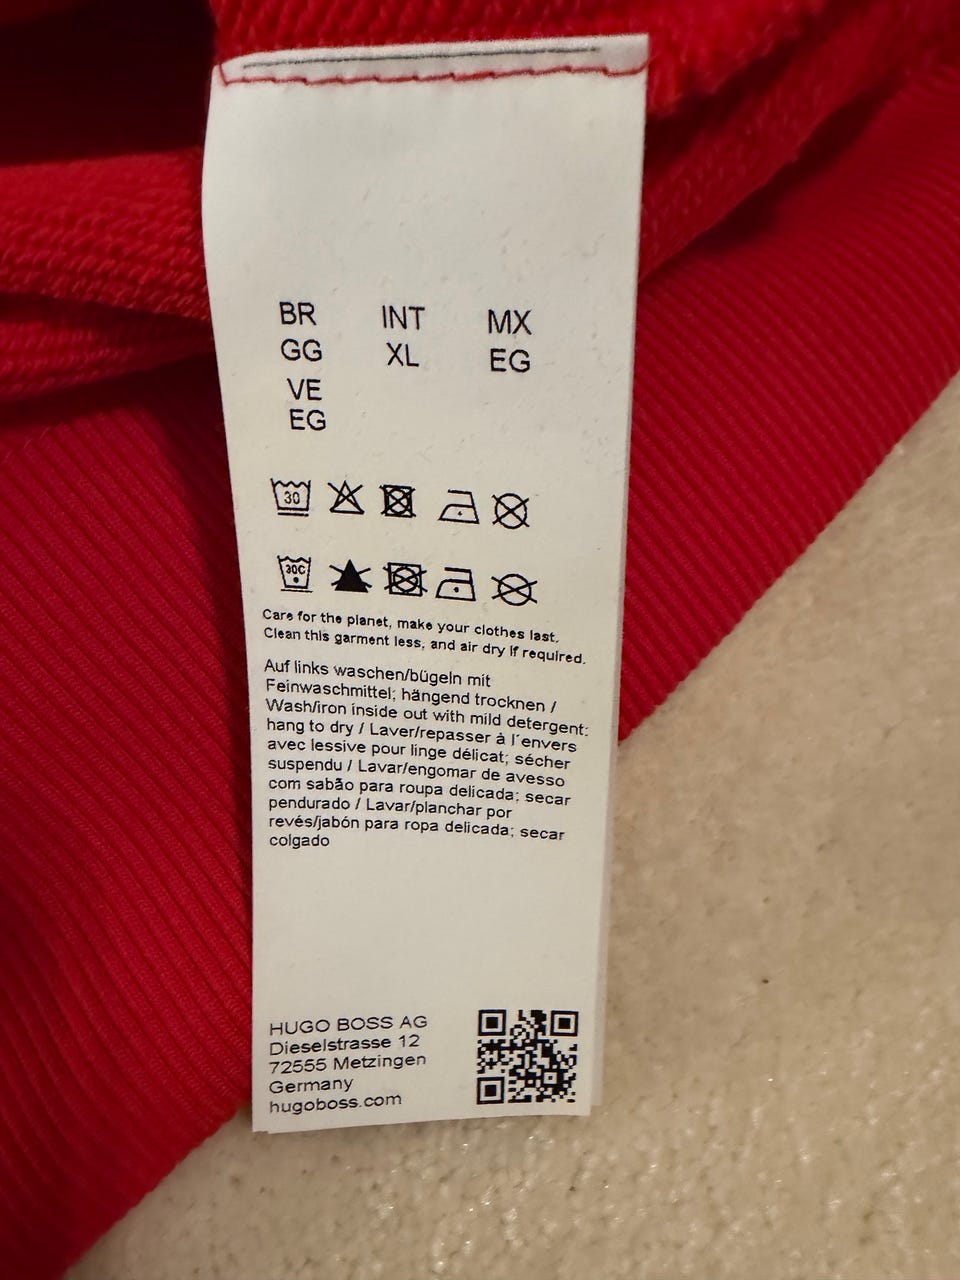 BR INT MX
GG XL EG
VE
EG
30
30C
Care for the planet, make your clothes last.
Clean this garment less, and air dry if required.
Auf links waschen/bügeln mit
Feinwaschmittel; hängend trocknen /
Wash/iron inside out with mild detergent;
hang to dry / Laver/repasser à l´envers
avec lessive pour linge délicat; sécher
suspendu / Lavar/engomar de avesso
com sabão para roupa delicada; secar
pendurado / Lavar/planchar por
revés/jabón para ropa delicada; secar
colgado
HUGO BOSS AG
Dieselstrasse 12
72555 Metzingen
Germany
hugoboss.com